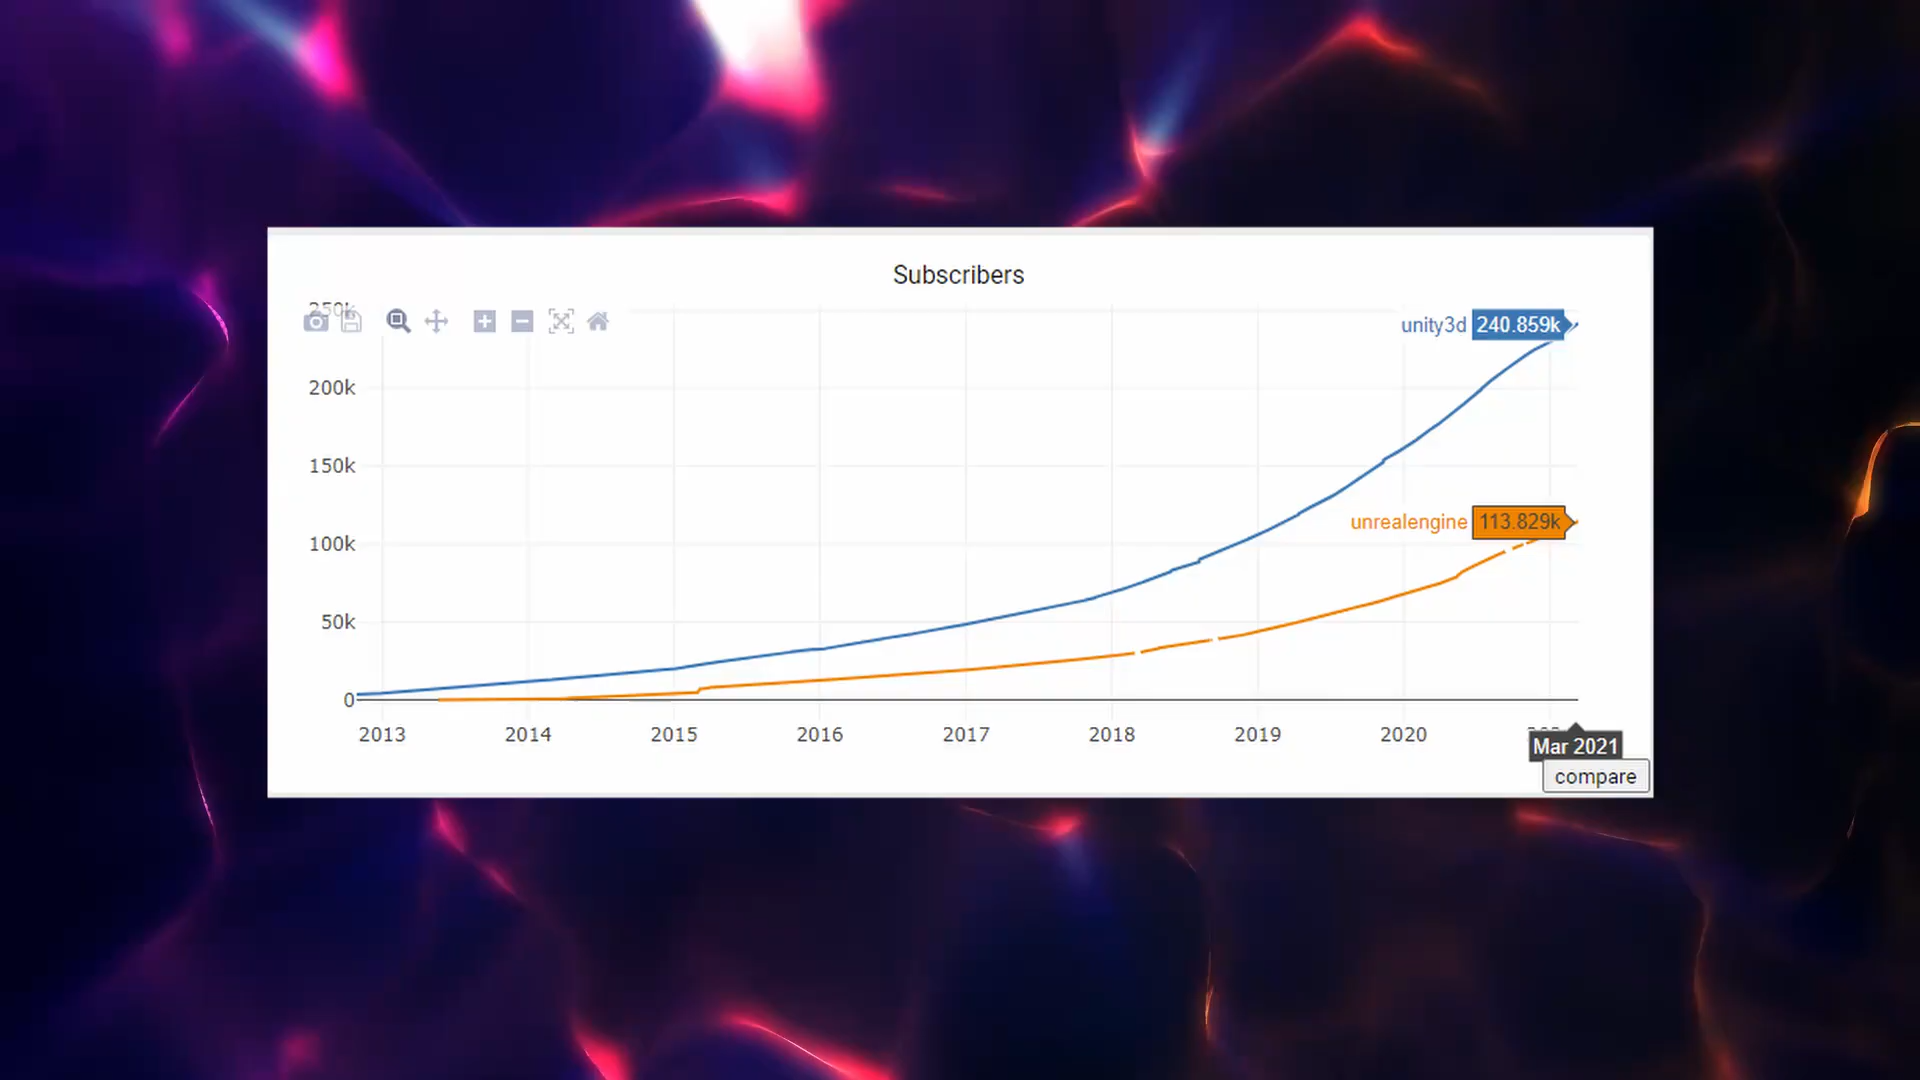 Subscribers
250k
200k
150k
100k
50k
0
unity3d 240.859k
unrealengine 113.829k
2013 2014 2015 2016 2017 2018 2019 2020
Mar 2021
compare